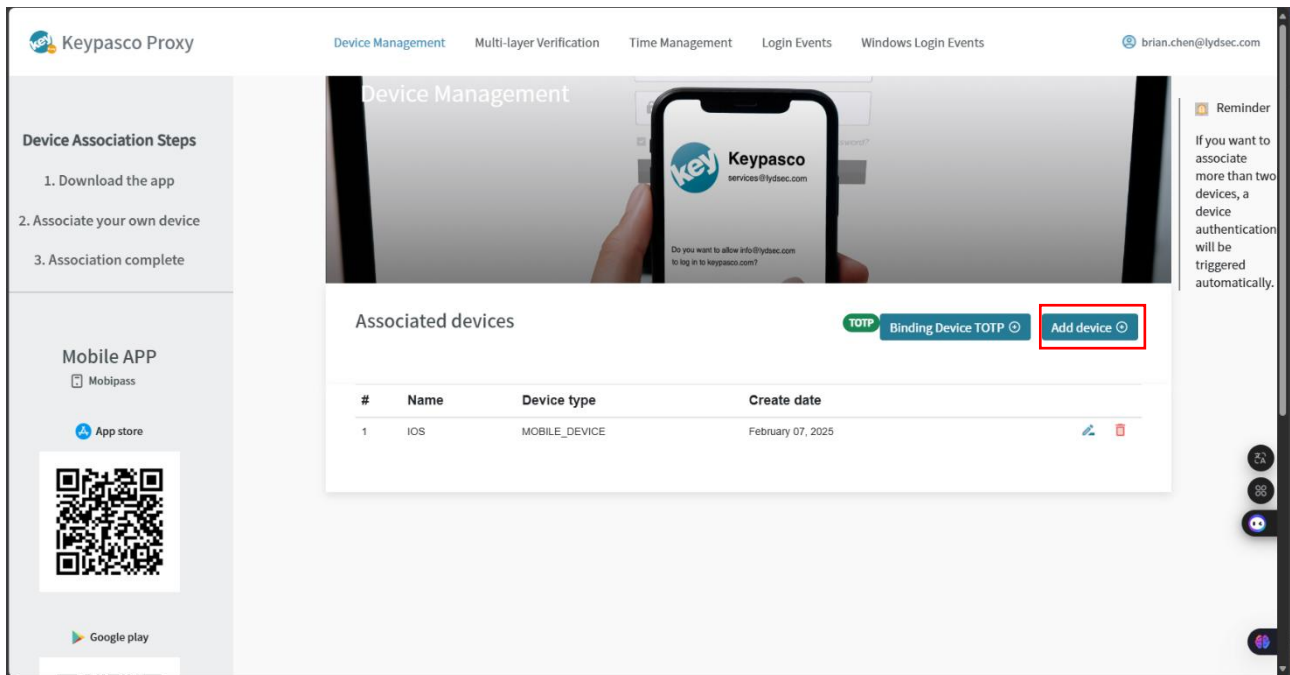 Keypasco Proxy
Device Management
Multi-layer Verification
Time Management
Login Events
Windows Login Events
brian.chen@lydsec.com
Device Association Steps
1. Download the app
2. Associate your own device
3. Association complete
Mobile APP
Mobipass
App store
Google play
Device Management
key
Keypasco
services@lydsec.com
Do you want to allow info@lydsec.com
to log in to keypasco.com?
Associated devices
TOTP
Binding Device TOTP
Add device
# Name Device type Create date
1 IOS MOBILE_DEVICE February 07, 2025
Reminder
If you want to
associate
more than two
devices, a
device
authentication
will be
triggered
automatically.